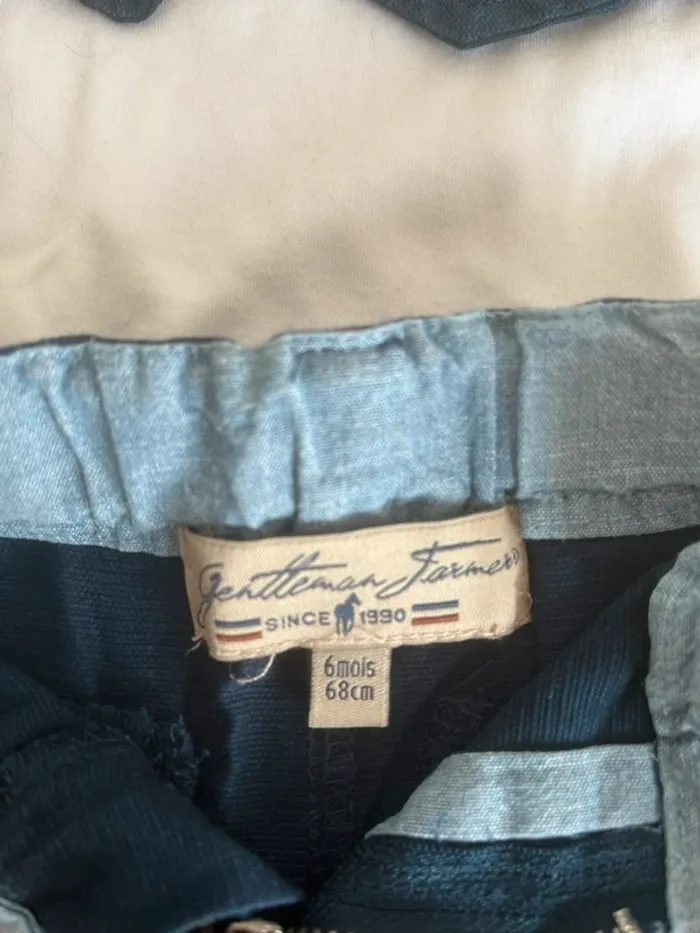 Gentleman Farmer®
SINCE 1990
6mois
68cm